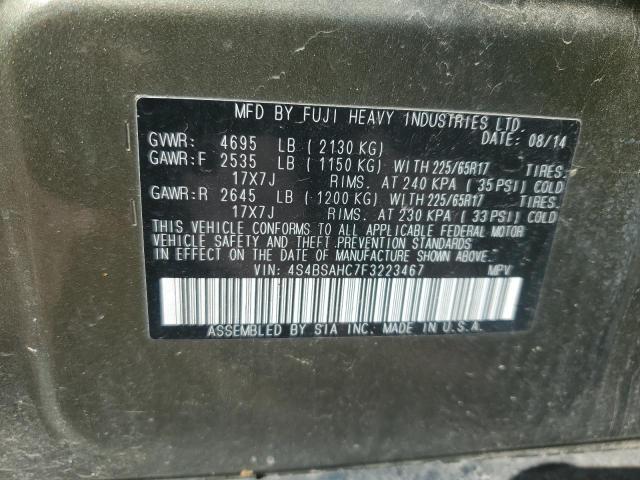 MFD BY FUJI HEAVY INDUSTRIES LTD.
GVWR: 4695 LB ( 2130 KG) DATE: 08/14
GAWR:F 2535 LB ( 1150 KG) WITH 225/65R17 TIRES.
17X7J RIMS. AT 240 KPA ( 35 PSI) COLD
GAWR:R 2645 LB ( 1200 KG) WITH 225/65R17 TIRES.
17X7J RIMS. AT 230 KPA ( 33 PSI) COLD
THIS VEHICLE CONFORMS TO ALL APPLICABLE FEDERAL MOTOR
VEHICLE SAFETY AND THEFT PREVENTION STANDARDS
IN EFFECT ON THE DATE OF MANUFACTURE SHOWN ABOVE.
VIN: 4S4BSAHC7F3223467 MPV
ASSEMBLED BY SIA INC. MADE IN U.S.A.